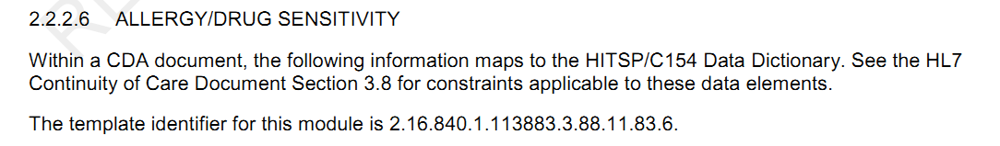 2.2.2.6 ALLERGY/DRUG SENSITIVITY
Within a CDA document, the following information maps to the HITSP/C154 Data Dictionary. See the HL7
Continuity of Care Document Section 3.8 for constraints applicable to these data elements.
The template identifier for this module is 2.16.840.1.113883.3.88.11.83.6.